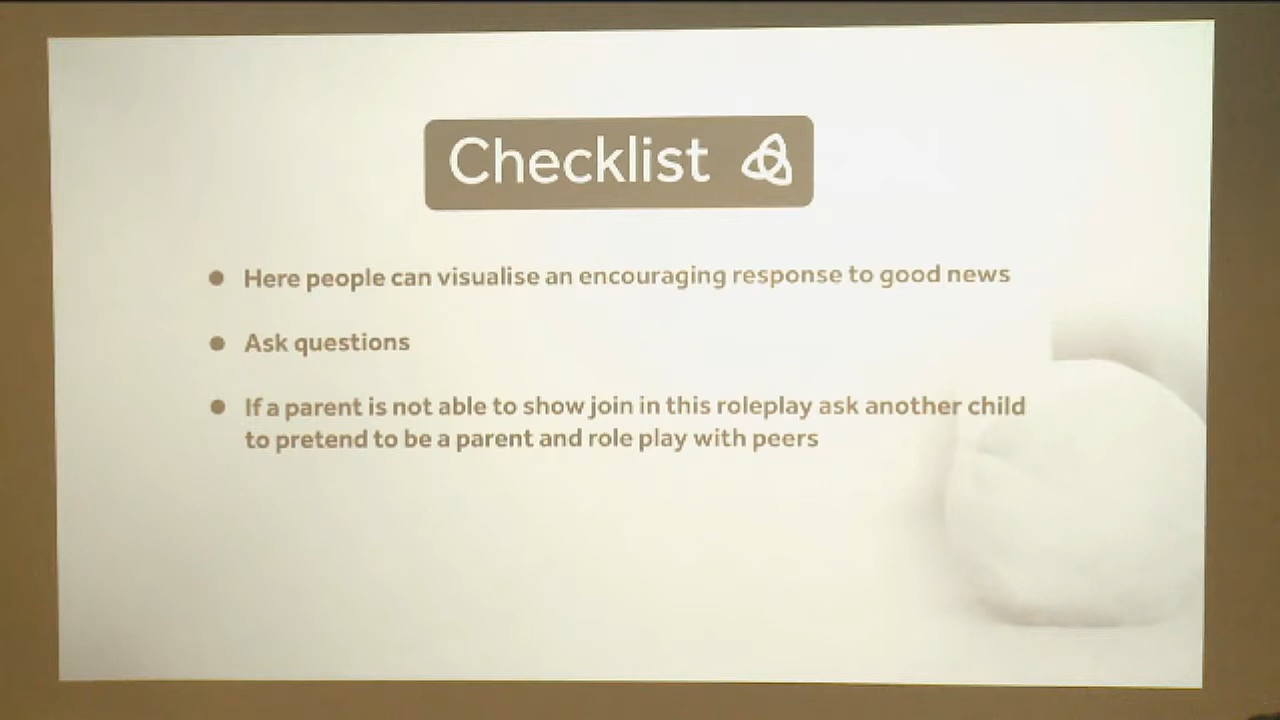 Checklist
Here people can visualise an encouraging response to good news
Ask questions
If a parent is not able to show join in this roleplay ask another child
to pretend to be a parent and role play with peers